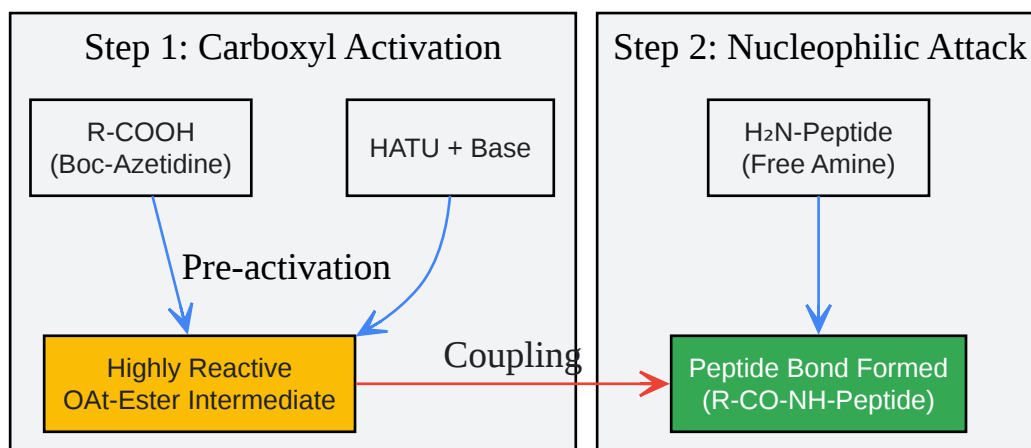 Step 1: Carboxyl Activation
R-COOH
(Boc-Azetidine)
HATU + Base
Pre-activation
Highly Reactive
OAt-Ester Intermediate
Coupling
Step 2: Nucleophilic Attack
H₂N-Peptide
(Free Amine)
Peptide Bond Formed
(R-CO-NH-Peptide)